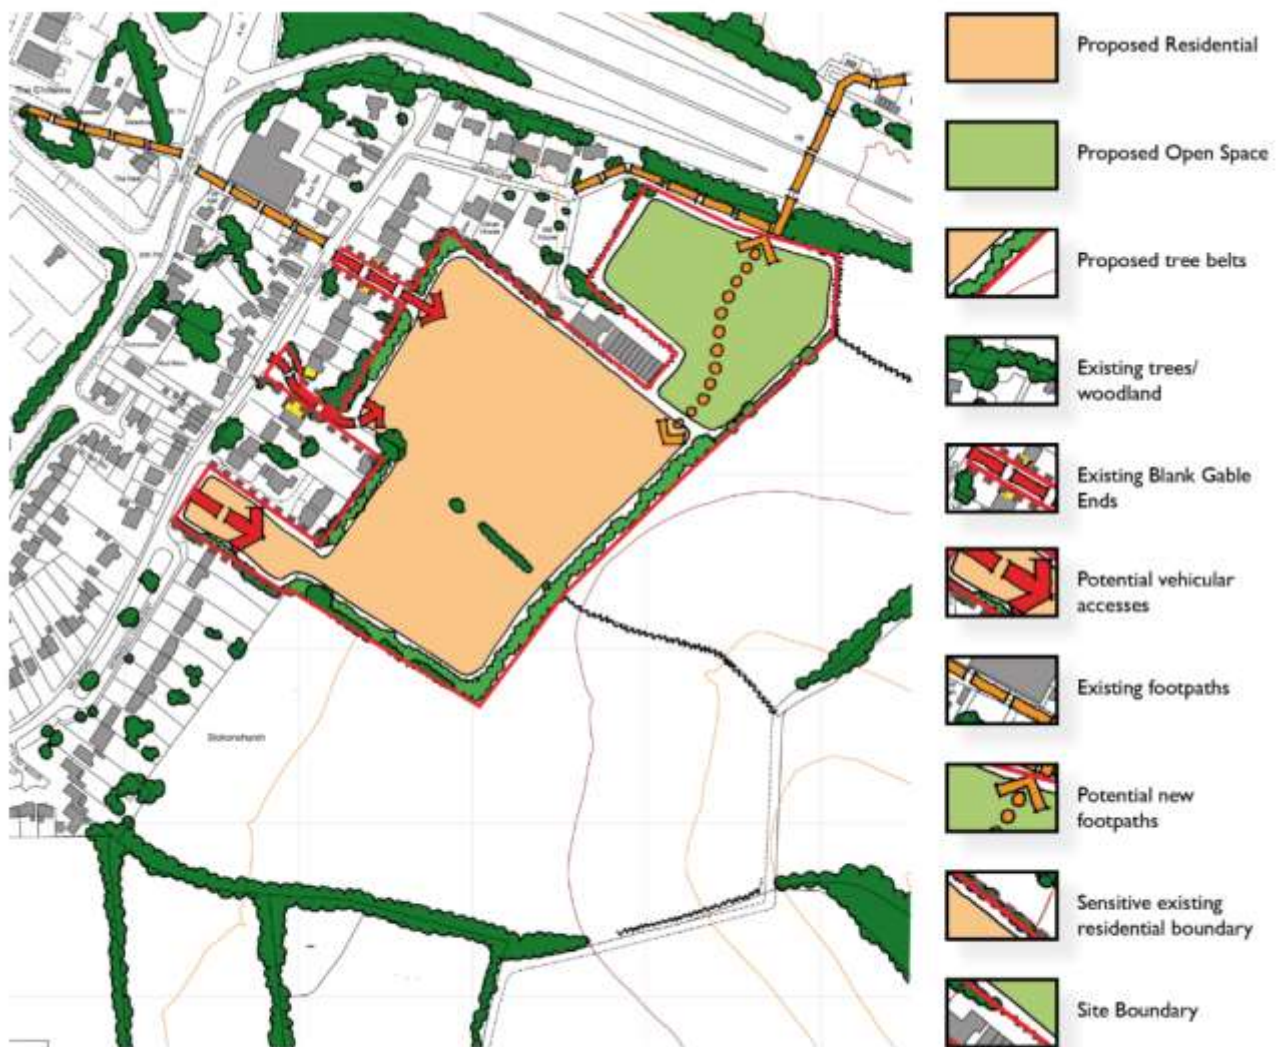 Proposed Residential
Proposed Open Space
Proposed tree belts
Existing trees/
woodland
Existing Blank Gable
Ends
Potential vehicular
accesses
Existing footpaths
Potential new
footpaths
Sensitive existing
residential boundary
Site Boundary
Stokenchurch